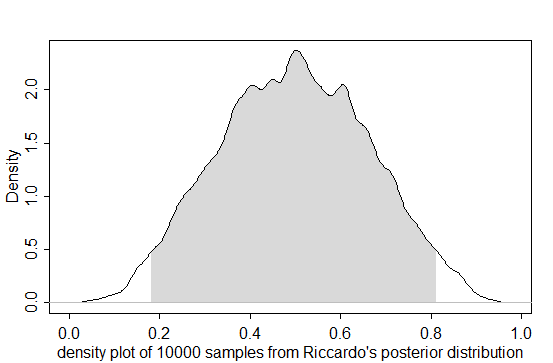 Density
0.0 0.5 1.0 1.5 2.0
0.0 0.2 0.4 0.6 0.8 1.0
density plot of 10000 samples from Riccardo's posterior distribution